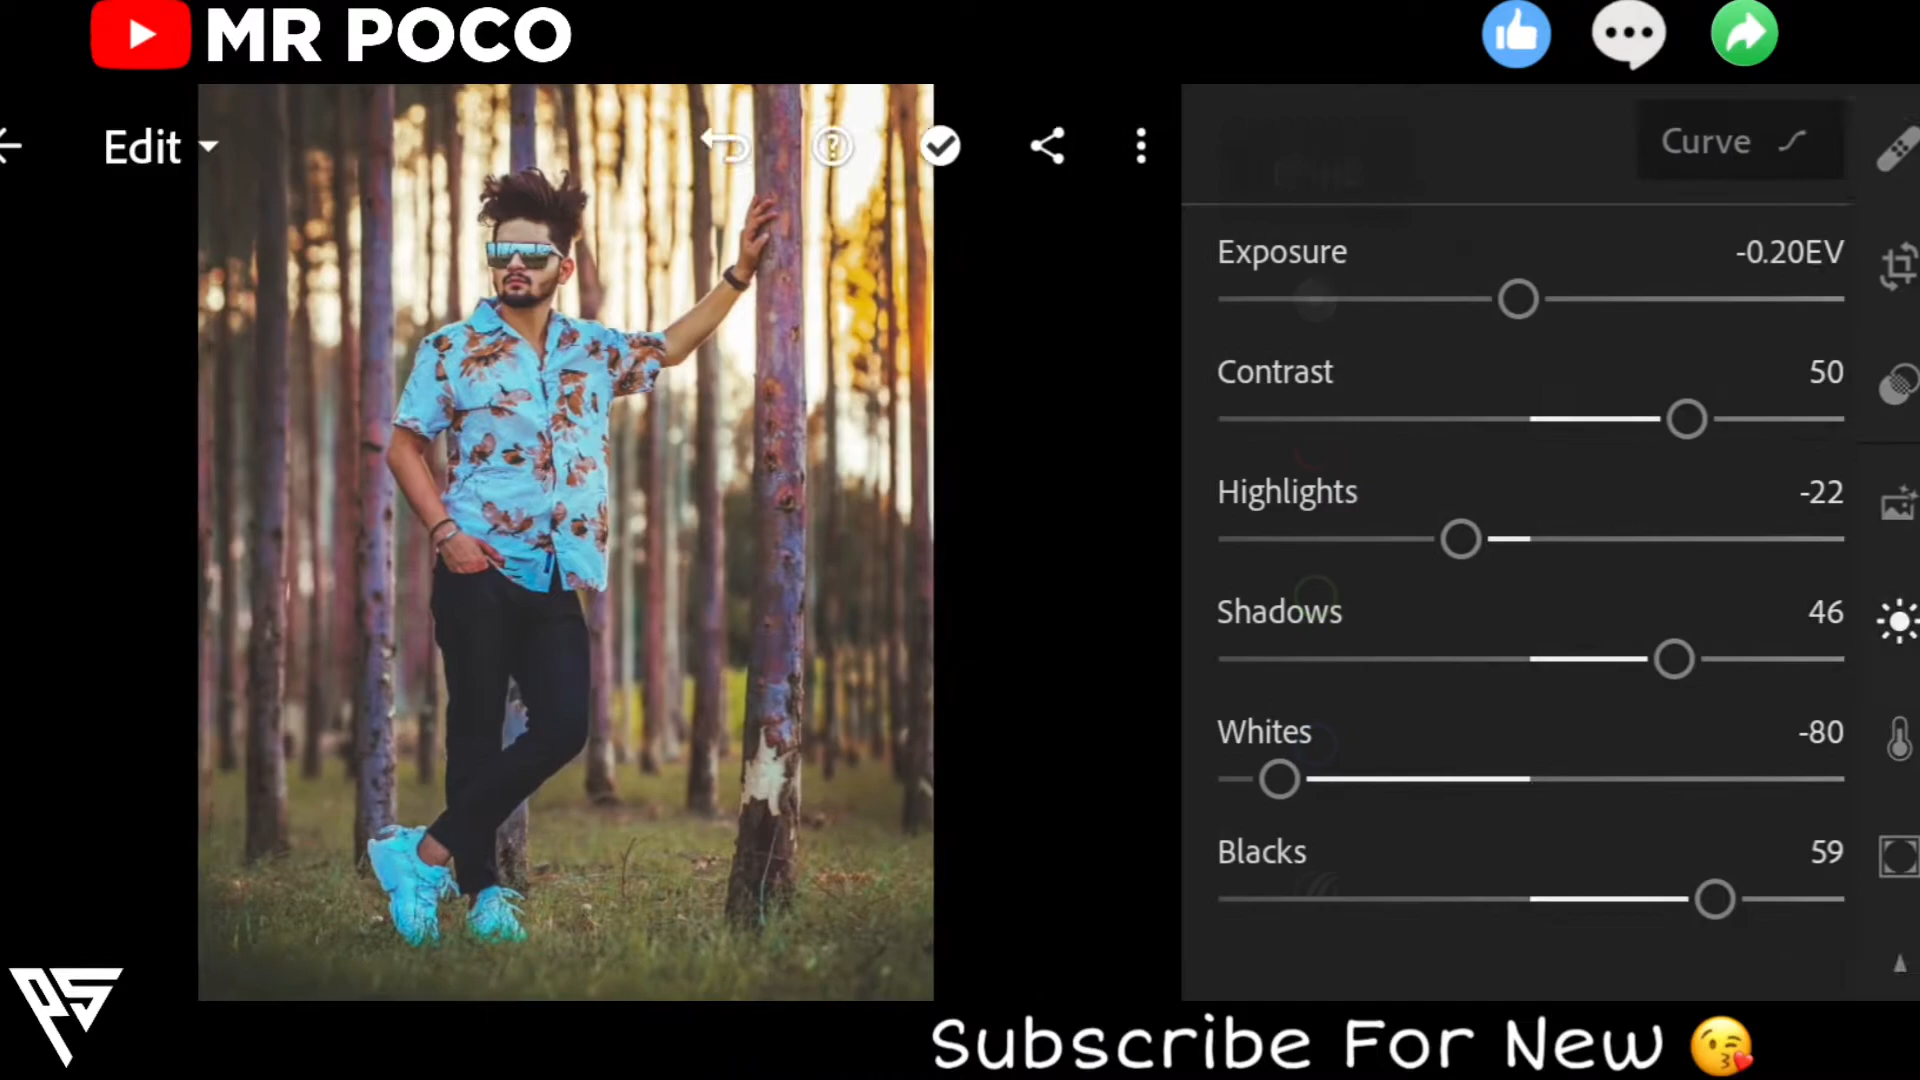 MR POCO
Edit
Curve
Exposure -0.20EV
Contrast 50
Highlights -22
Shadows 46
Whites -80
Blacks 59
Subscribe For New 😘